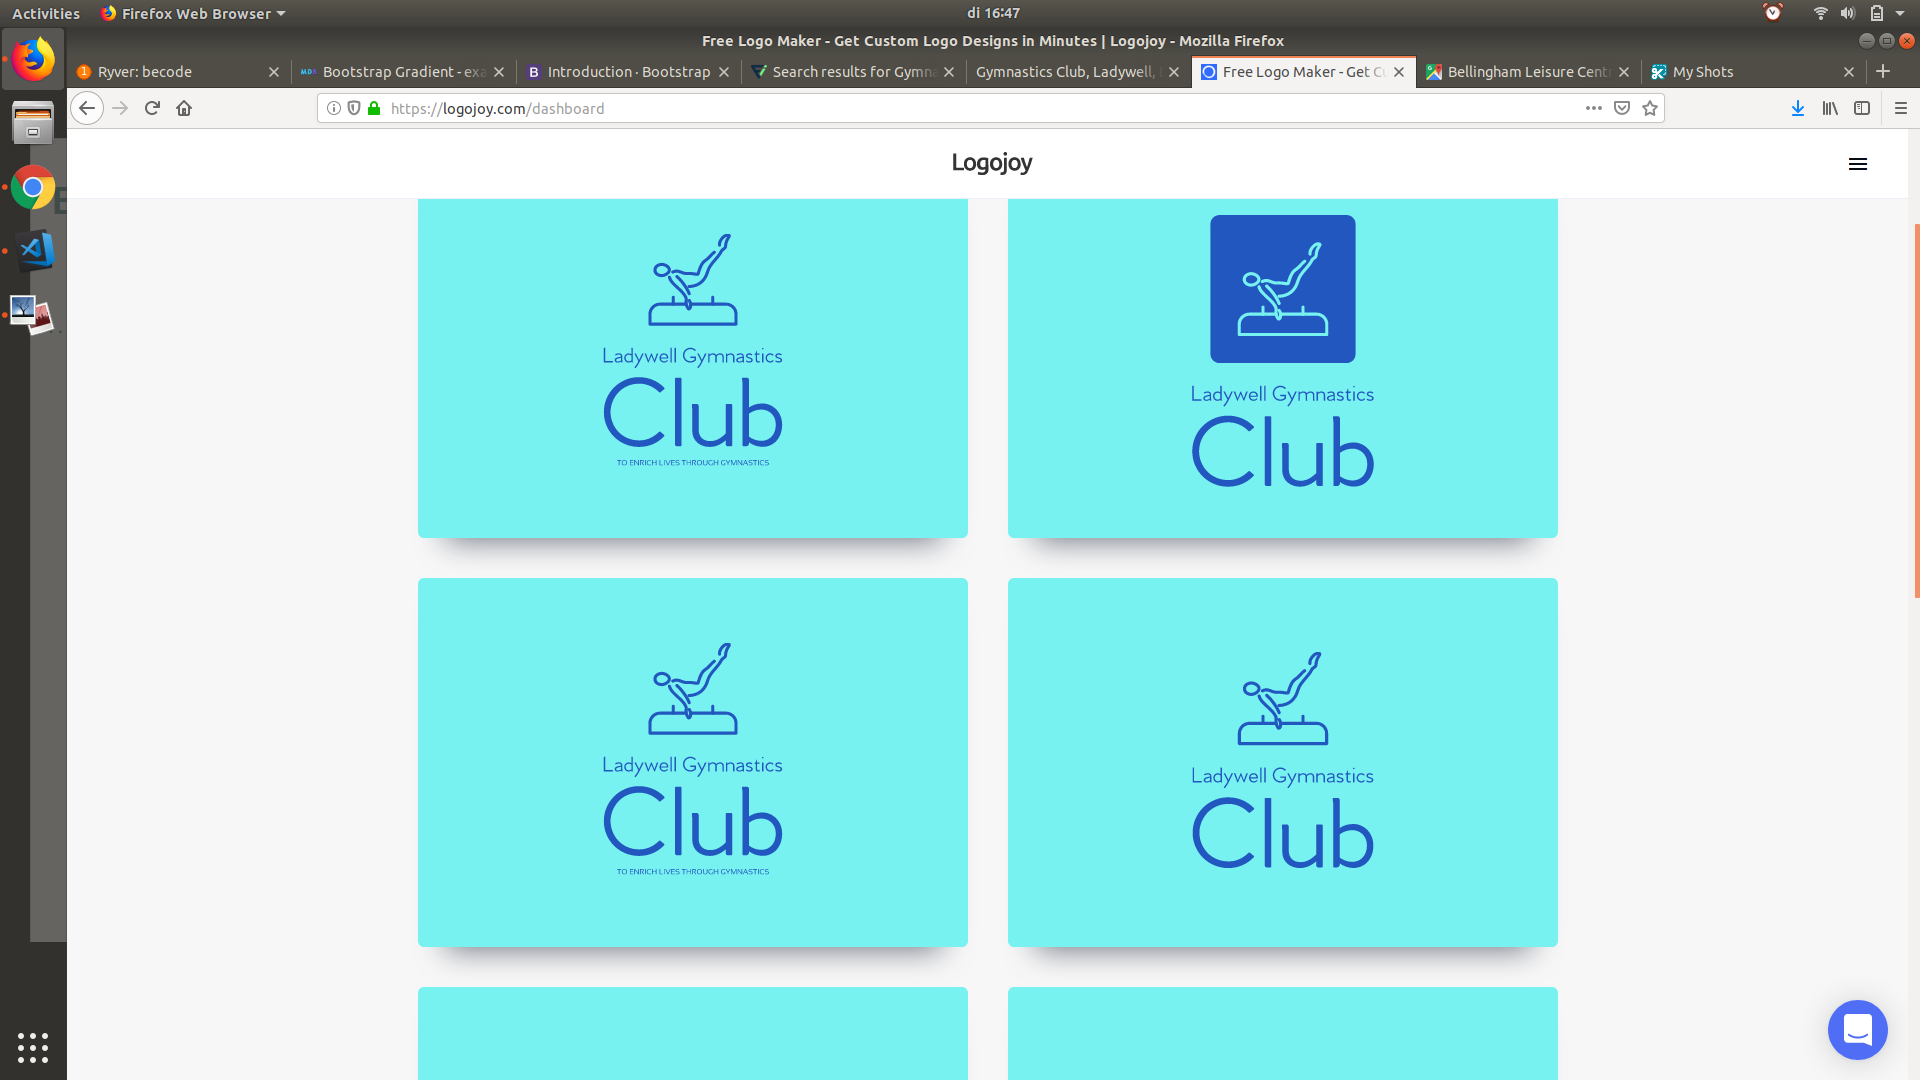 Activities
Firefox Web Browser
di 16:47
Free Logo Maker - Get Custom Logo Designs in Minutes | Logojoy - Mozilla Firefox
Ryver: becode
Bootstrap Gradient - exa
Introduction · Bootstrap
Search results for Gymna
Gymnastics Club, Ladywell,
Free Logo Maker - Get Cu
Bellingham Leisure Centr
My Shots
https://logojoy.com/dashboard
Logojoy
Ladywell Gymnastics
Club
TO ENRICH LIVES THROUGH GYMNASTICS
Ladywell Gymnastics
Club
Ladywell Gymnastics
Club
TO ENRICH LIVES THROUGH GYMNASTICS
Ladywell Gymnastics
Club